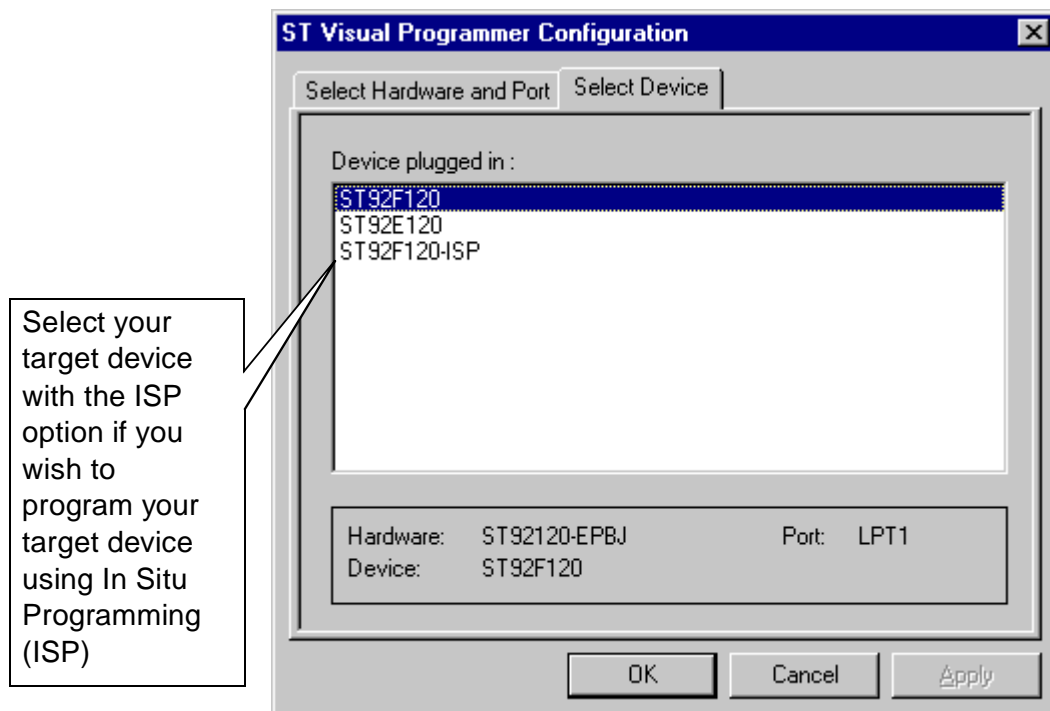 ST Visual Programmer Configuration
Select Hardware and Port
Select Device
Device plugged in :
ST92F120
ST92E120
ST92F120-ISP
Select your
target device
with the ISP
option if you
wish to
program your
target device
using In Situ
Programming
(ISP)
Hardware: ST92120-EPBJ Port: LPT1
Device: ST92F120
OK Cancel Apply